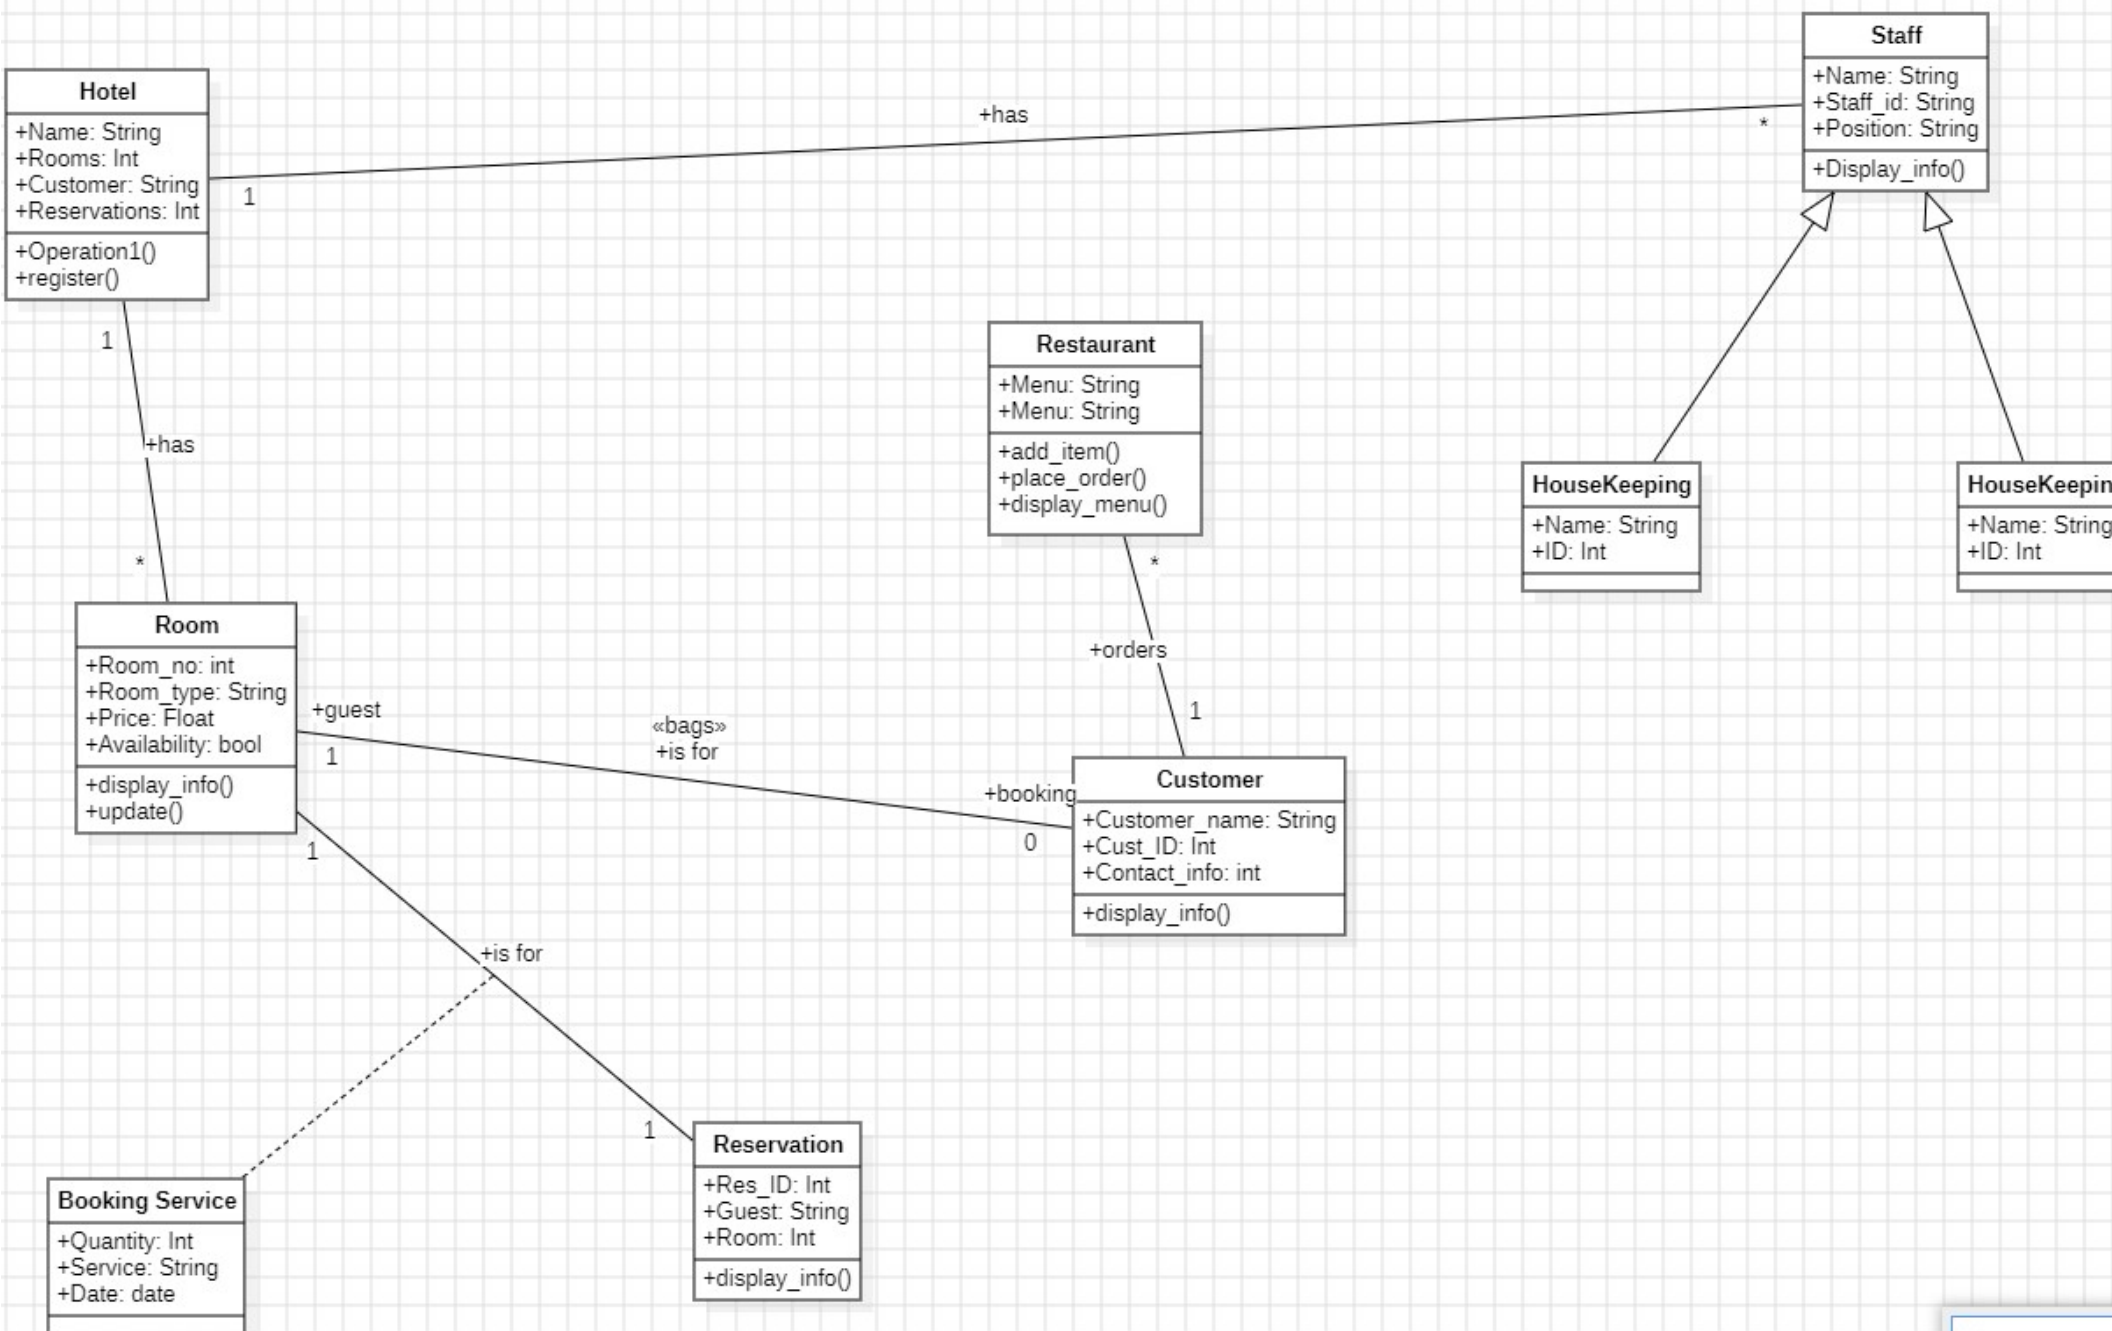 Staff
+Name: String
+Staff_id: String
+Position: String
+Display_info()
Hotel
+Name: String
+Rooms: Int
+Customer: String
+Reservations: Int
+Operation1()
+register()
+has
*
1
1
+has
*
Restaurant
+Menu: String
+Menu: String
+add_item()
+place_order()
+display_menu()
*
+orders
1
HouseKeeping
+Name: String
+ID: Int
HouseKeepin
+Name: String
+ID: Int
Room
+Room_no: int
+Room_type: String
+Price: Float
+Availability: bool
+display_info()
+update()
+guest
1
«bags»
+is for
+booking
0
Customer
+Customer_name: String
+Cust_ID: Int
+Contact_info: int
+display_info()
1
+is for
1
Reservation
+Res_ID: Int
+Guest: String
+Room: Int
+display_info()
Booking Service
+Quantity: Int
+Service: String
+Date: date